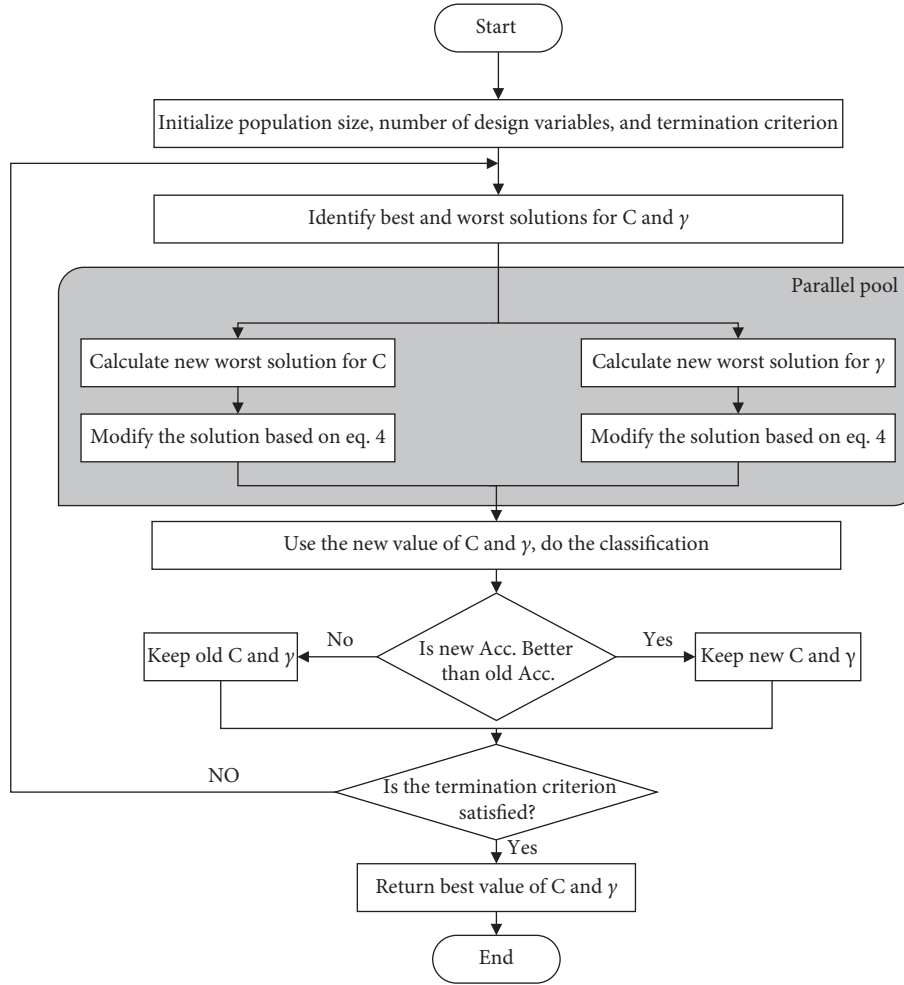 Start
Initialize population size, number of design variables, and termination criterion
Identify best and worst solutions for C and γ
Parallel pool
Calculate new worst solution for C
Calculate new worst solution for γ
Modify the solution based on eq. 4
Modify the solution based on eq. 4
Use the new value of C and γ, do the classification
No
Is new Acc. Better
than old Acc.
Yes
Keep old C and γ
Keep new C and γ
NO
Is the termination criterion
satisfied?
Yes
Return best value of C and γ
End